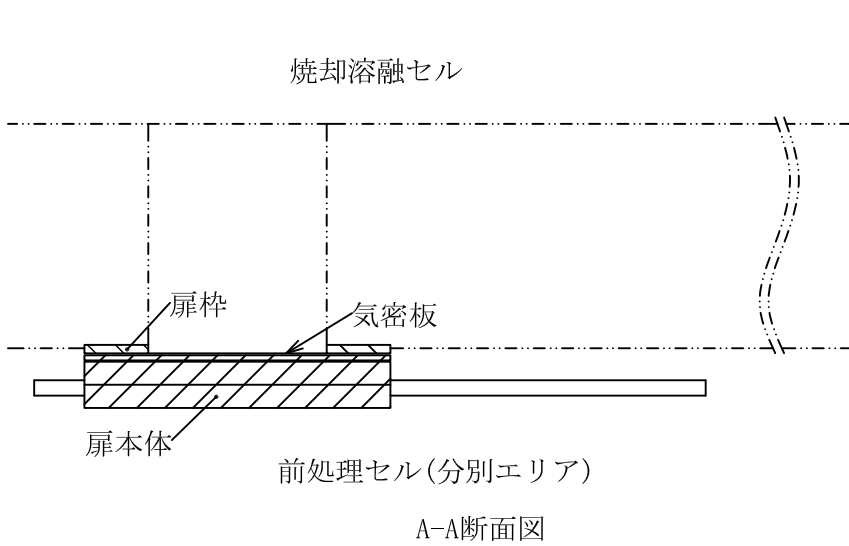 焼却溶融セル
扉枠
気密板
扉本体
前処理セル(分別エリア)
A-A断面図